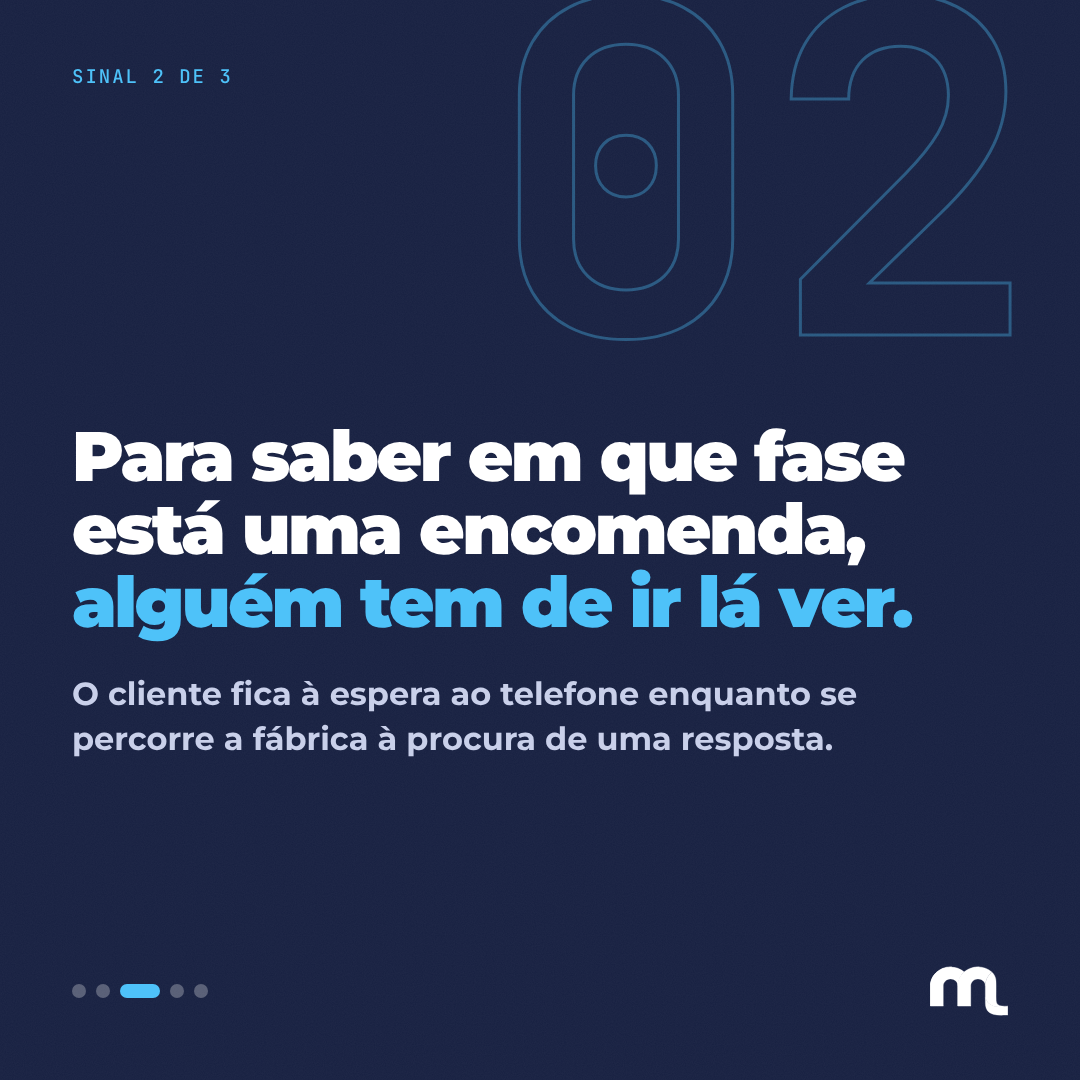 SINAL 2 DE 3
02
Para saber em que fase
está uma encomenda,
alguém tem de ir lá ver.
O cliente fica à espera ao telefone enquanto se
percorre a fábrica à procura de uma resposta.
m